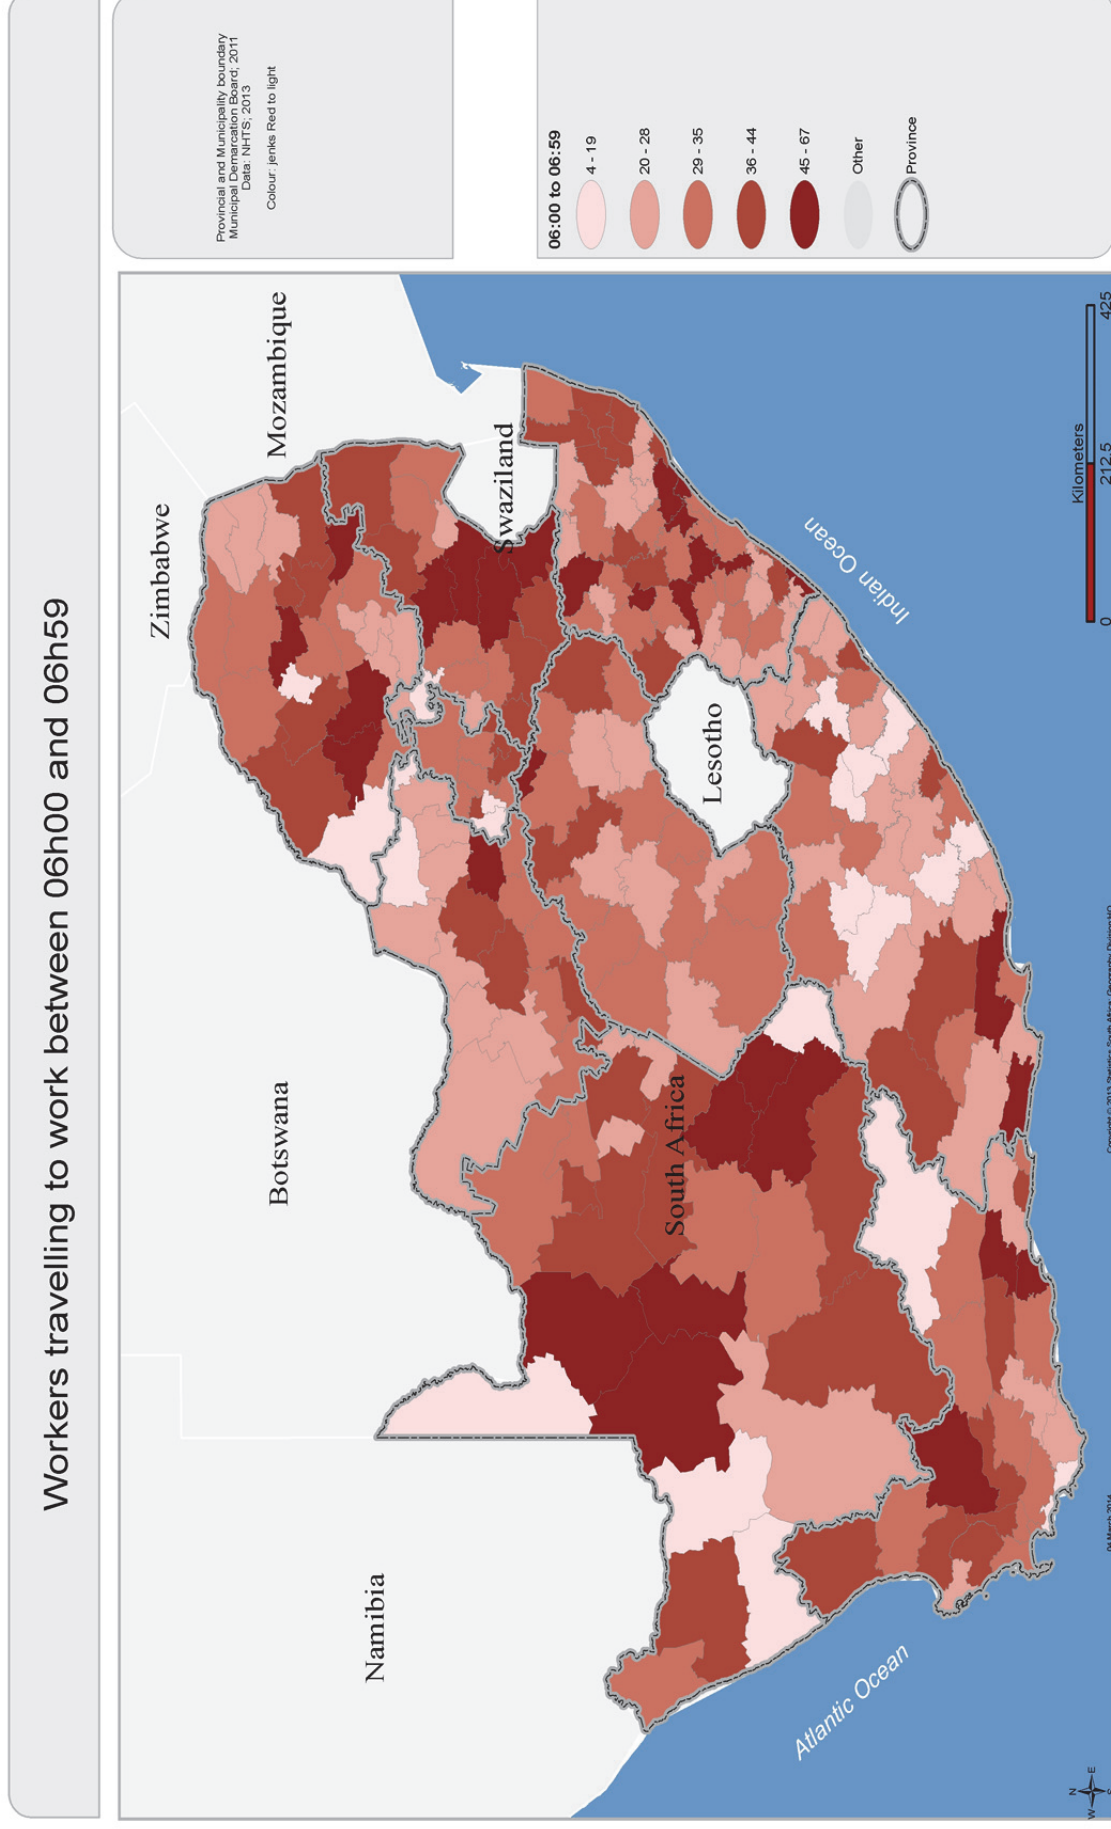 Workers travelling to work between 06h00 and 06h59
Zimbabwe
Mozambique
Botswana
Namibia
Swaziland
South Africa
Lesotho
Indian Ocean
Atlantic Ocean
N
W E
Kilometers
0 212.5 425
Provincial and Municipality boundary
Municipal Demarcation Board; 2011
Data: NHTS; 2013
Colour: jenks Red to light
06:00 to 06:59
4 - 19
20 - 28
29 - 35
36 - 44
45 - 67
Other
Province